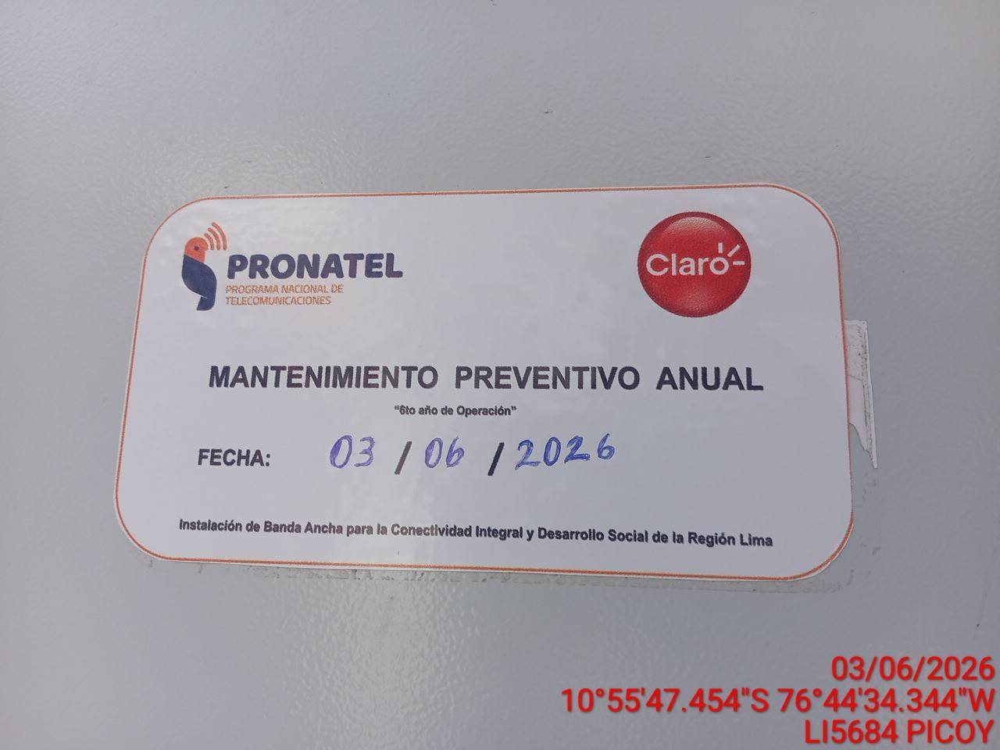 PRONATEL
PROGRAMA NACIONAL DE
TELECOMUNICACIONES
Claro
MANTENIMIENTO PREVENTIVO ANUAL
"6to año de Operación"
FECHA: 03 / 06 / 2026
Instalación de Banda Ancha para la Conectividad Integral y Desarrollo Social de la Región Lima
03/06/2026
10°55'47.454"S 76°44'34.344"W
LI5684 PICOY